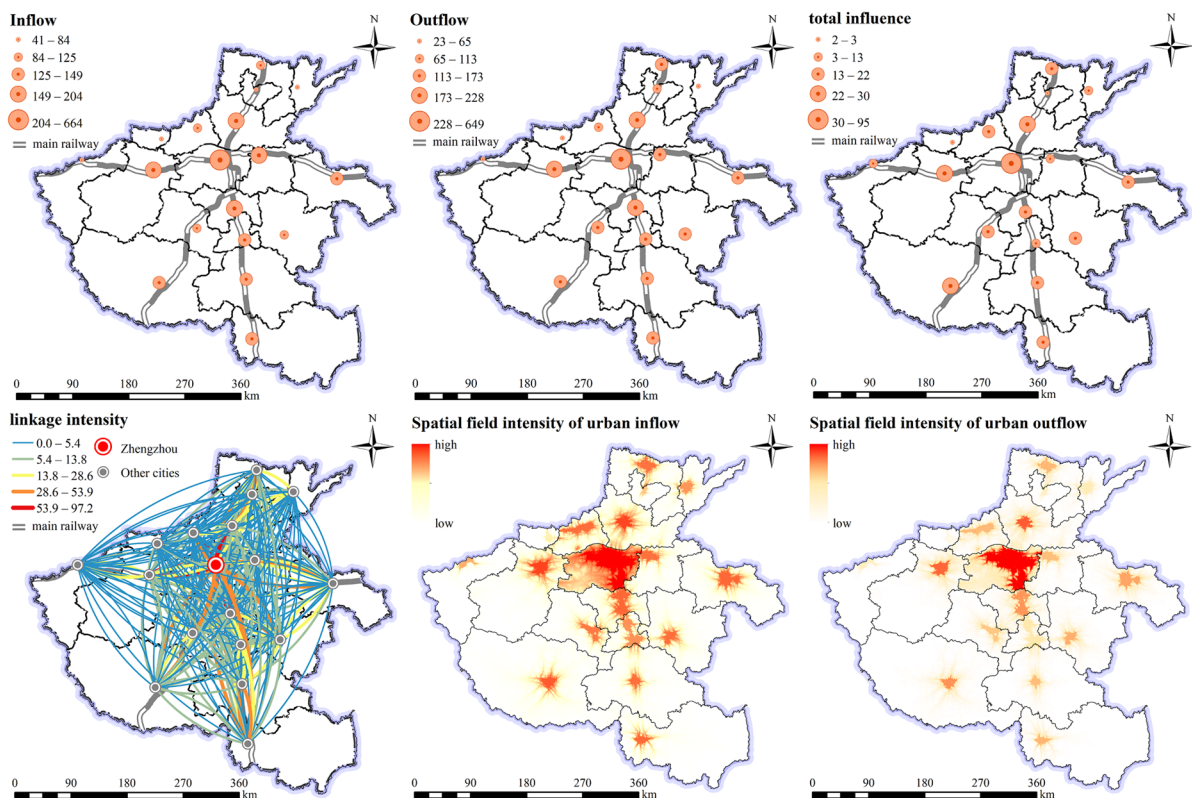 Inflow
41 – 84
84 – 125
125 – 149
149 – 204
204 – 664
main railway
N
0 90 180 270 360
km
Outflow
23 – 65
65 – 113
113 – 173
173 – 228
228 – 649
main railway
N
0 90 180 270 360
km
total influence
2 – 3
3 – 13
13 – 22
22 – 30
30 – 95
main railway
N
0 90 180 270 360
km
linkage intensity
0.0 – 5.4
5.4 – 13.8
13.8 – 28.6
28.6 – 53.9
53.9 – 97.2
main railway
Zhengzhou
Other cities
N
0 90 180 270 360
km
Spatial field intensity of urban inflow
high
low
N
0 90 180 270 360
km
Spatial field intensity of urban outflow
high
low
N
0 90 180 270 360
km